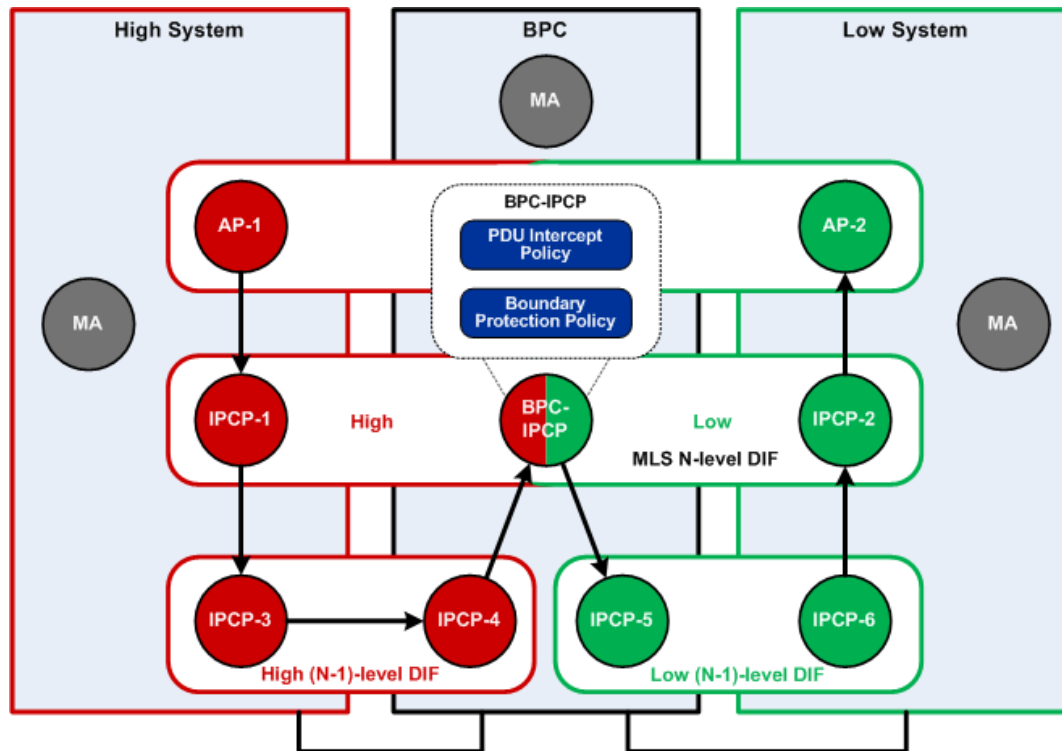 High System
BPC
Low System
MA
BPC-IPCP
AP-1
AP-2
PDU Intercept
Policy
Boundary
Protection Policy
MA
MA
IPCP-1
High
BPC-
IPCP
Low
IPCP-2
MLS N-level DIF
IPCP-3
IPCP-4
IPCP-5
IPCP-6
High (N-1)-level DIF
Low (N-1)-level DIF